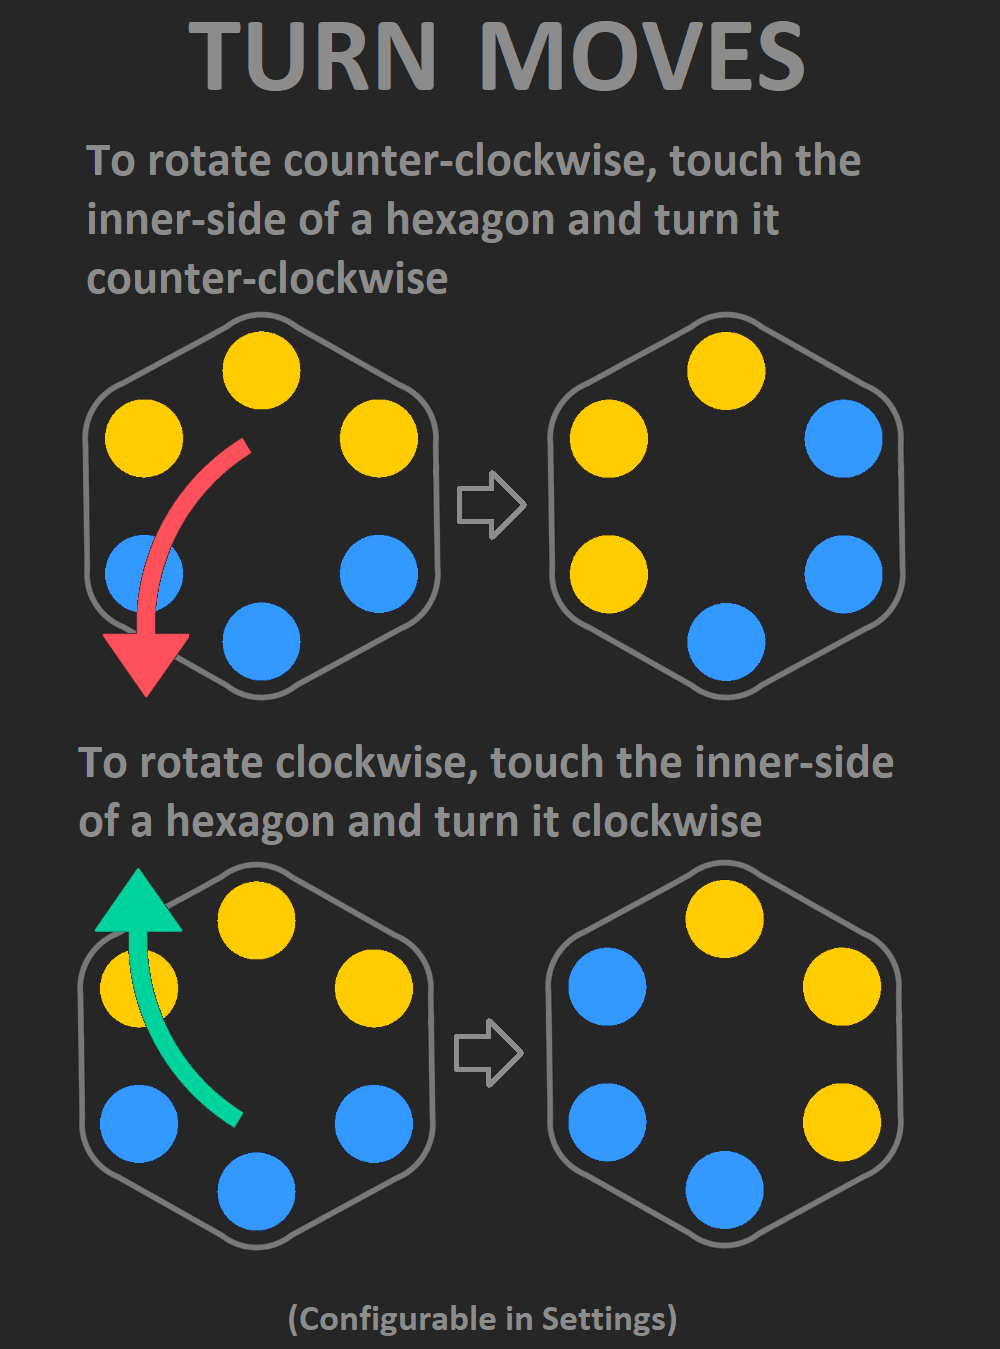 TURN MOVES
To rotate counter-clockwise, touch the
inner-side of a hexagon and turn it
counter-clockwise
To rotate clockwise, touch the inner-side
of a hexagon and turn it clockwise
(Configurable in Settings)